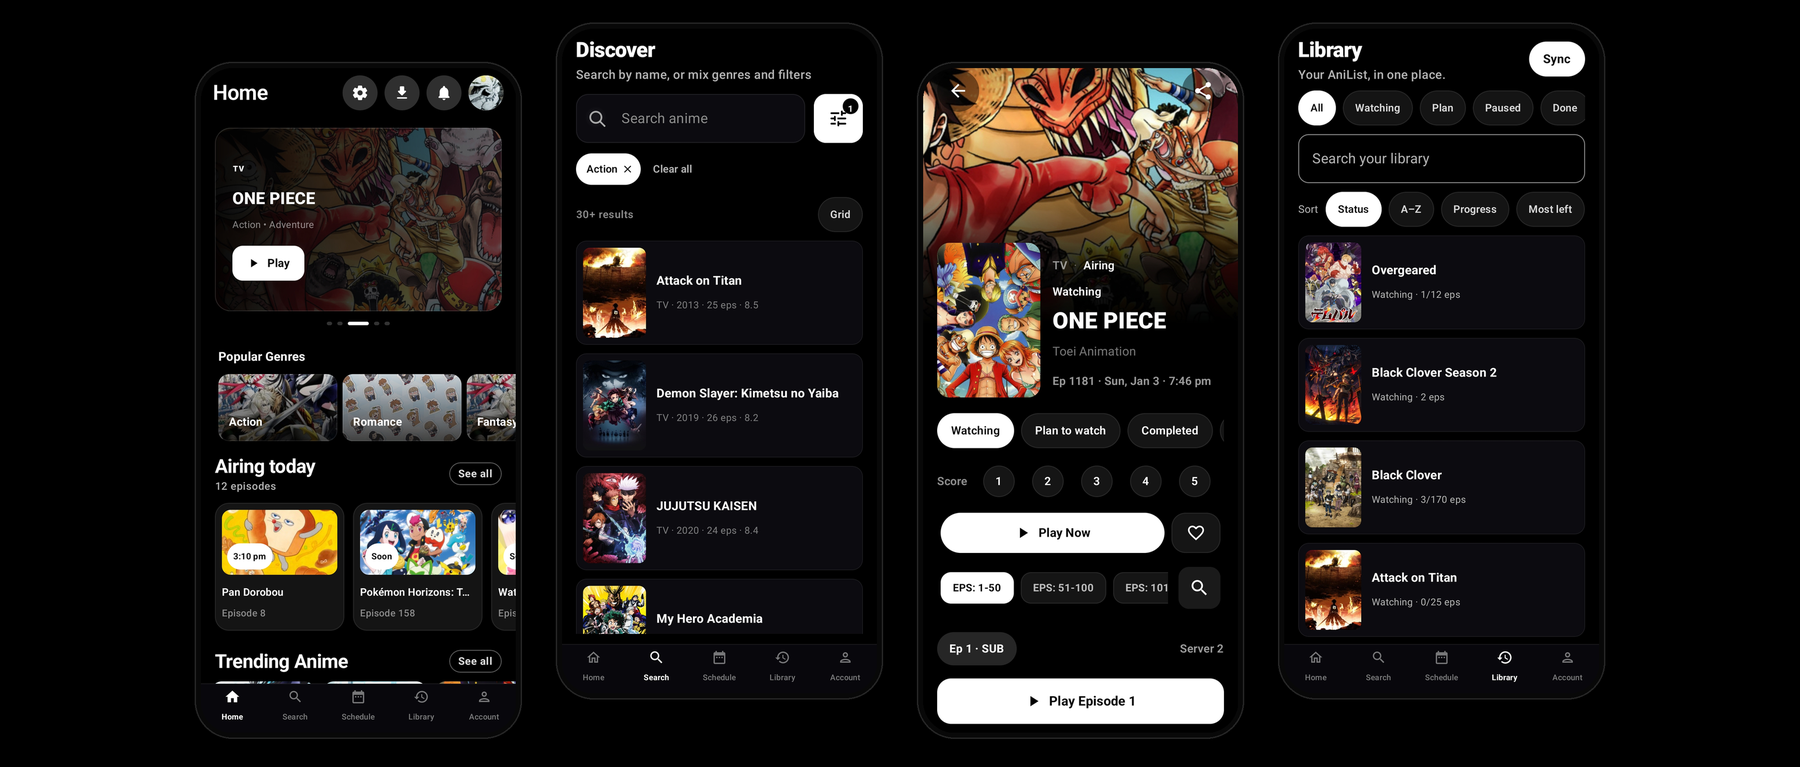 Home
TV
ONE PIECE
Action • Adventure
Play
Popular Genres
Action
Romance
Fantasy
Airing today
See all
12 episodes
3:10 pm
Soon
S
Pan Dorobou
Pokémon Horizons: T...
Wat
Episode 8
Episode 158
Epis
Trending Anime
See all
Home
Search
Schedule
Library
Account
Discover
Search by name, or mix genres and filters
Search anime
1
Action ×
Clear all
30+ results
Grid
Attack on Titan
TV · 2013 · 25 eps · 8.5
Demon Slayer: Kimetsu no Yaiba
TV · 2019 · 26 eps · 8.2
JUJUTSU KAISEN
TV · 2020 · 24 eps · 8.4
My Hero Academia
Home
Search
Schedule
Library
Account
TV
Airing
Watching
ONE PIECE
Toei Animation
Ep 1181 · Sun, Jan 3 · 7:46 pm
Watching
Plan to watch
Completed
Score
1
2
3
4
5
Play Now
EPS: 1-50
EPS: 51-100
EPS: 101
Ep 1 · SUB
Server 2
Play Episode 1
Library
Your AniList, in one place.
Sync
All
Watching
Plan
Paused
Done
Search your library
Sort
Status
A–Z
Progress
Most left
Overgeared
Watching · 1/12 eps
Black Clover Season 2
Watching · 2 eps
Black Clover
Watching · 3/170 eps
Attack on Titan
Watching · 0/25 eps
Home
Search
Schedule
Library
Account